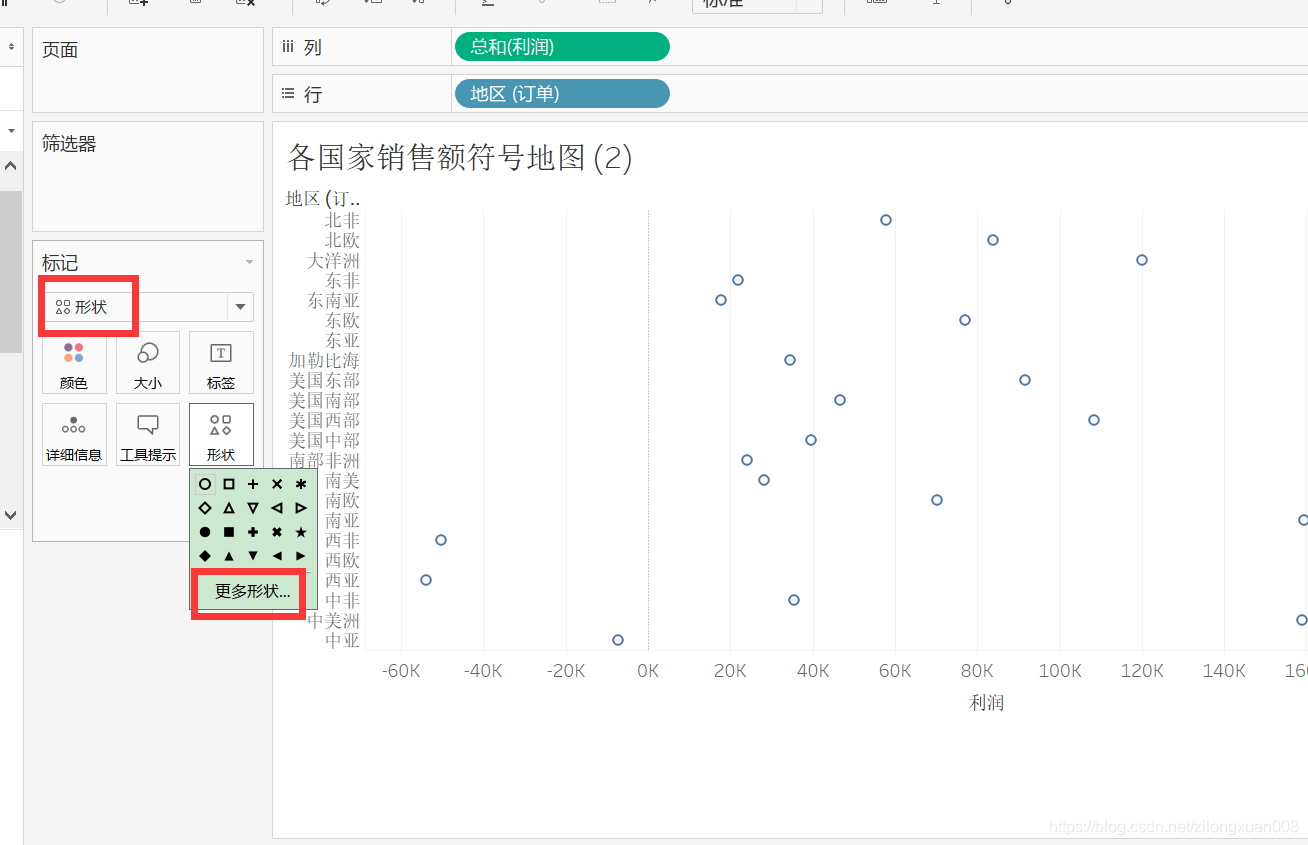 标准
页面
列
总和(利润)
行
地区 (订单)
筛选器
各国家销售额符号地图 (2)
地区 (订..
北非
北欧
大洋洲
东非
东南亚
东欧
东亚
加勒比海
美国东部
美国南部
美国西部
美国中部
南部非洲
南美
南欧
南亚
西非
西欧
西亚
中非
中美洲
中亚
标记
形状
颜色
大小
标签
详细信息
工具提示
形状
更多形状...
-60K
-40K
-20K
0K
20K
40K
60K
80K
100K
120K
140K
利润
https://blog.csdn.net/zilongxuan008